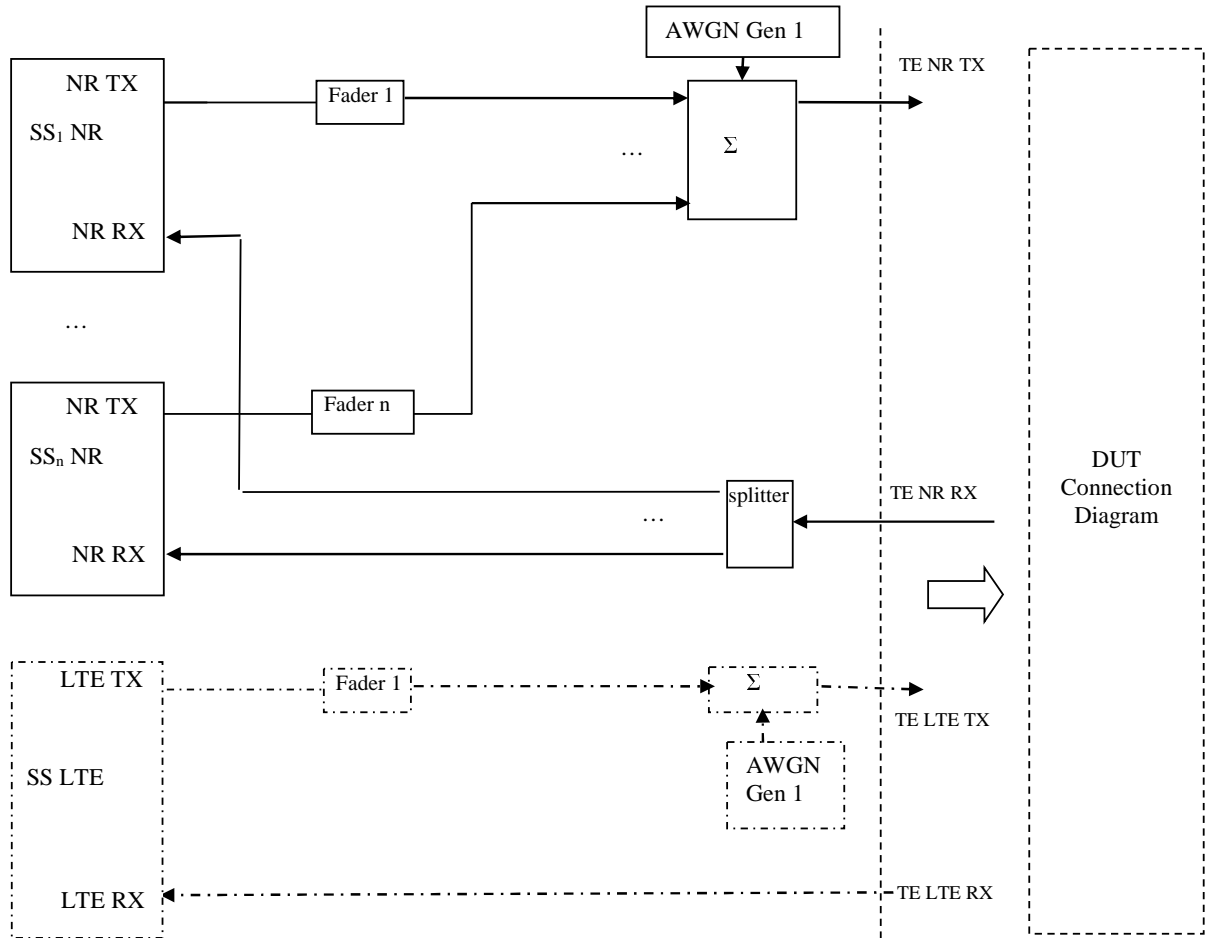 AWGN Gen 1
TE NR TX
NR TX
Fader 1
SS₁ NR
...
Σ
NR RX
...
NR TX
Fader n
SSₙ NR
DUT
Connection
Diagram
splitter
TE NR RX
...
NR RX
LTE TX
Fader 1
Σ
TE LTE TX
SS LTE
AWGN
Gen 1
LTE RX
TE LTE RX